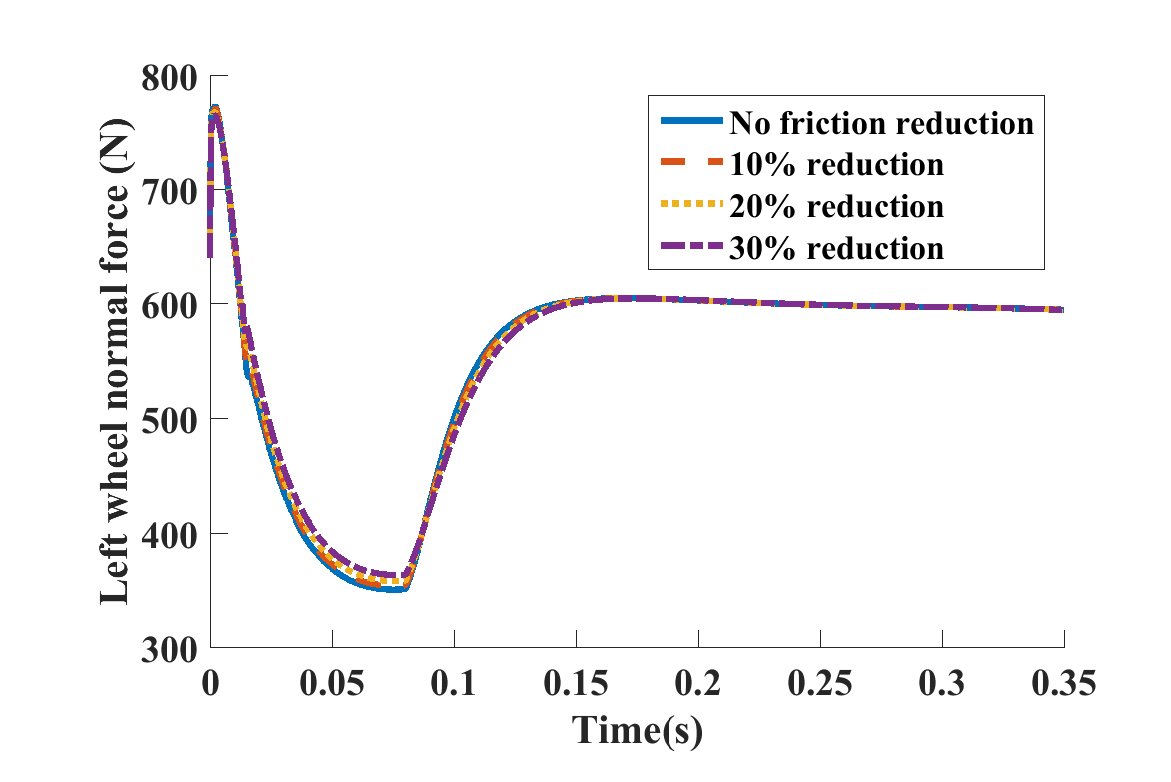 Left wheel normal force (N)
800
700
600
500
400
300
No friction reduction
10% reduction
20% reduction
30% reduction
0 0.05 0.1 0.15 0.2 0.25 0.3 0.35
Time(s)